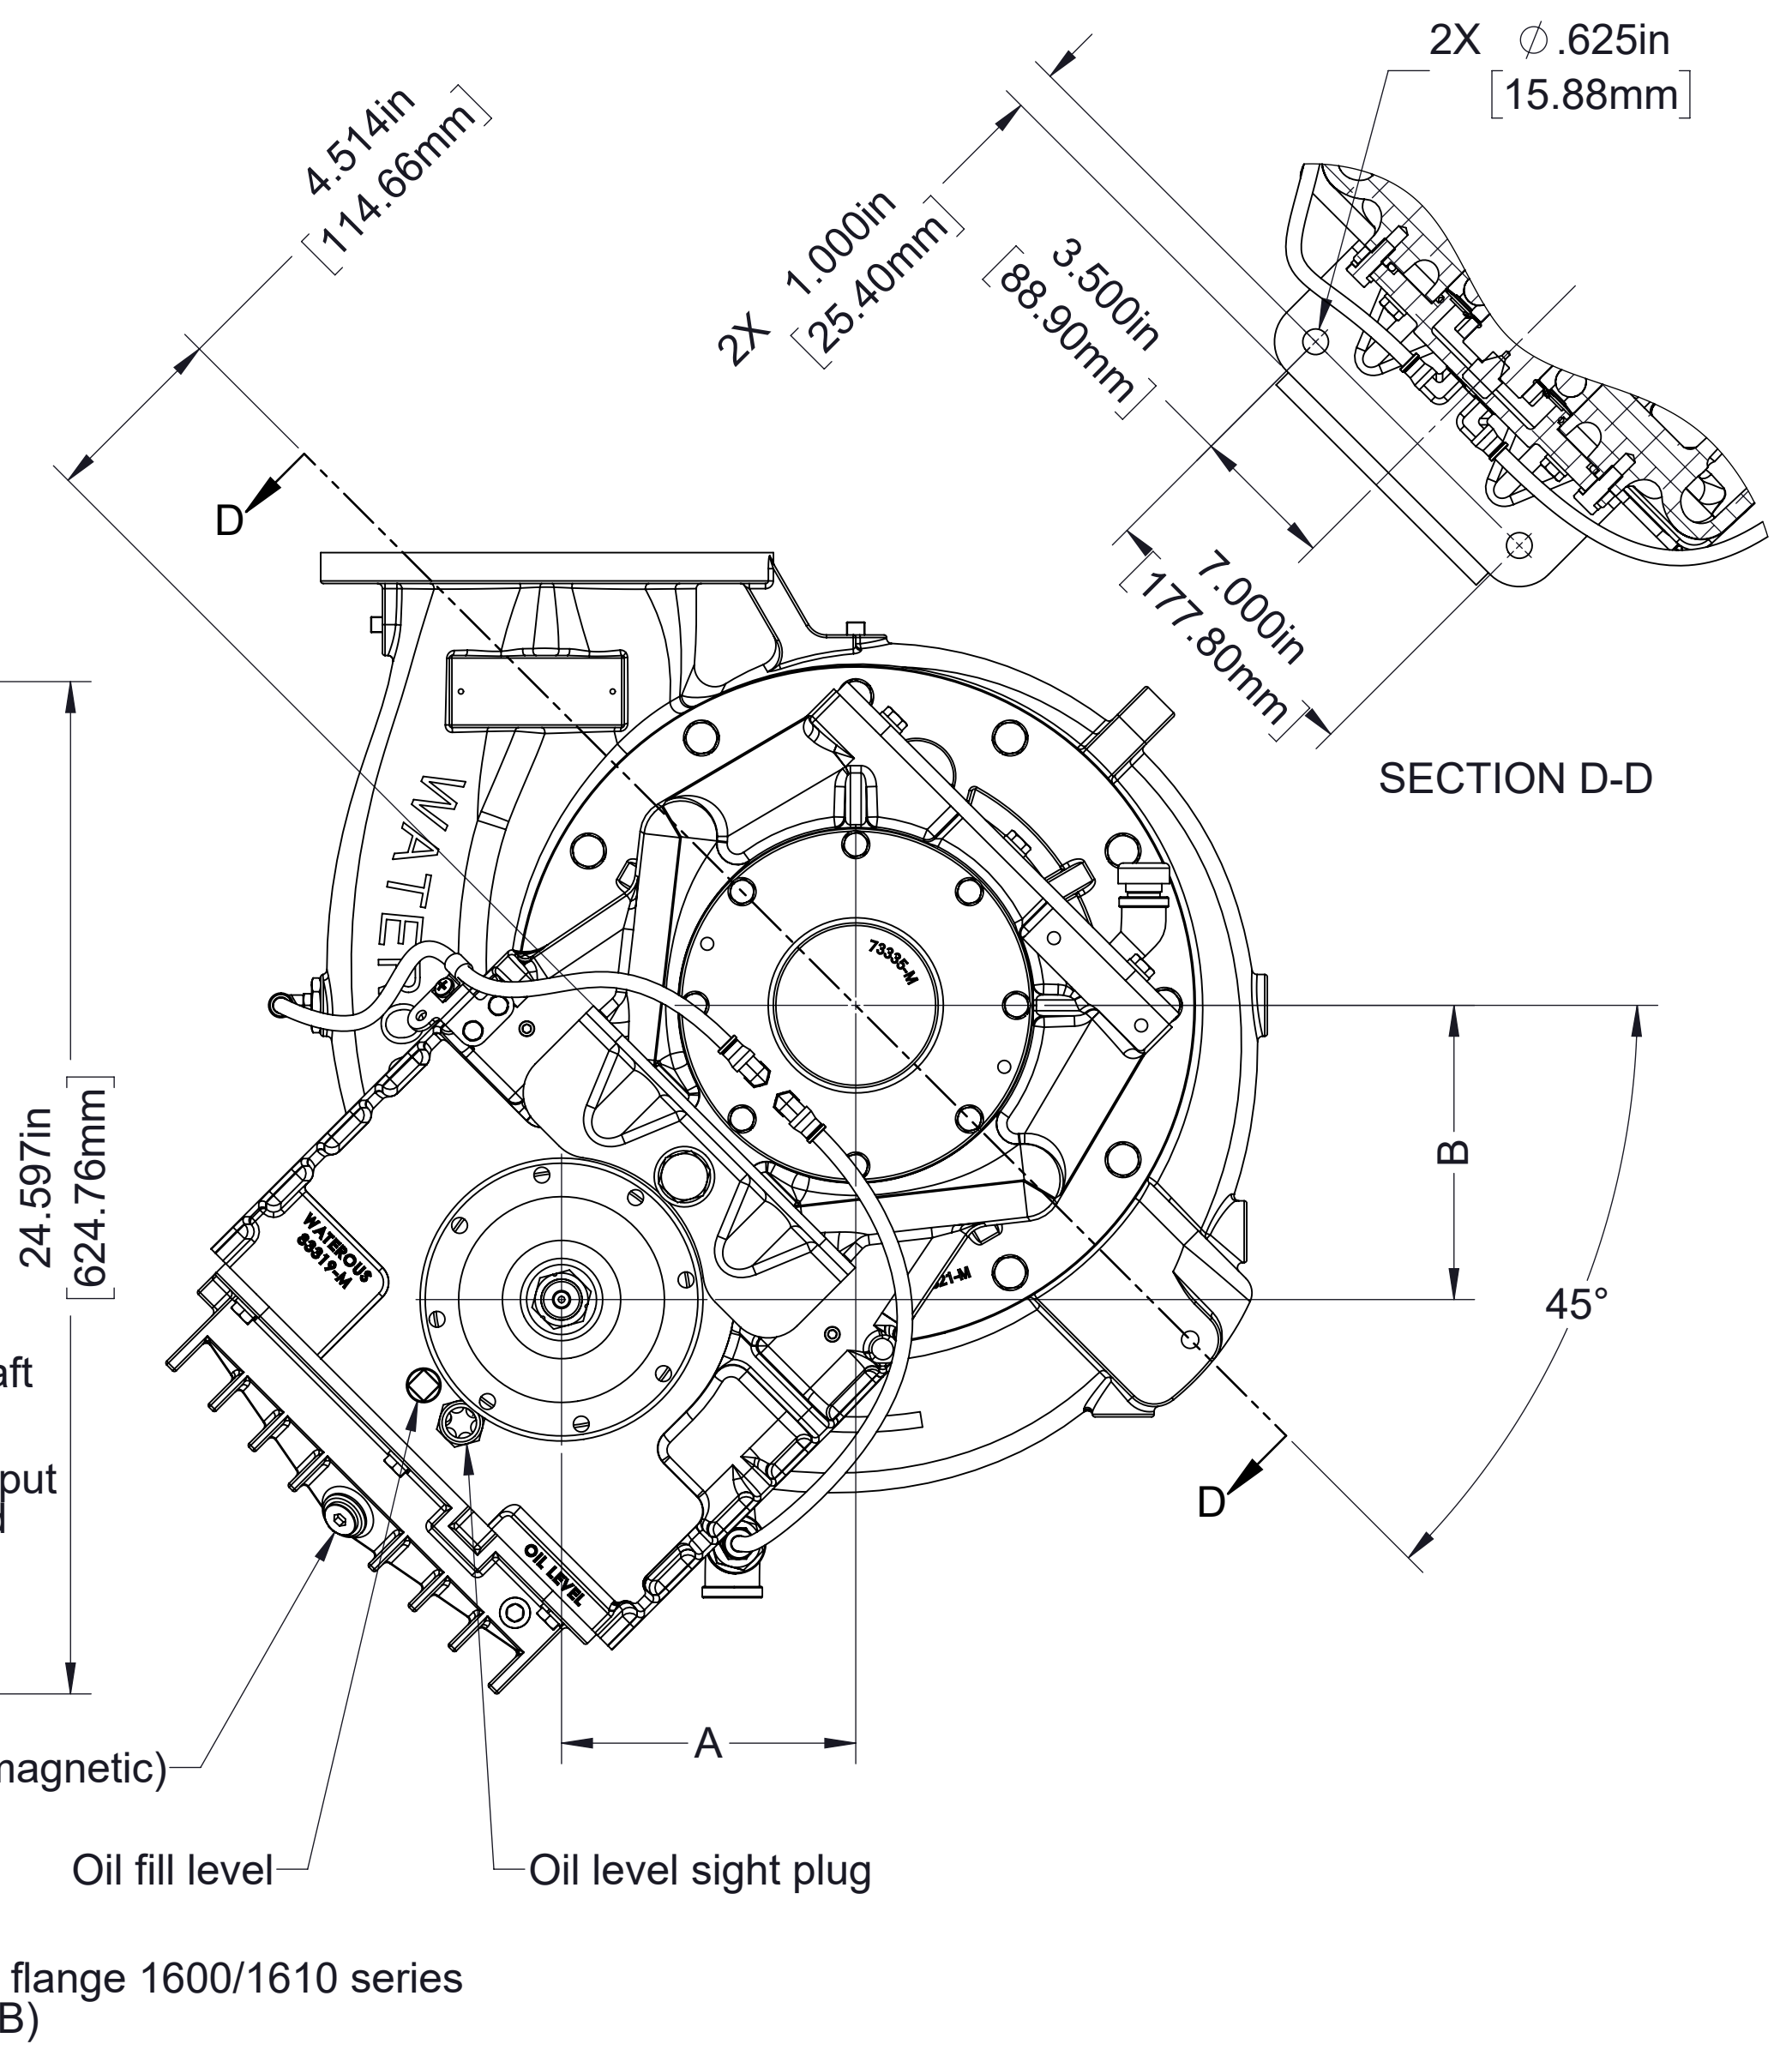 2X ⌀.625in
[15.88mm]
4.514in
[114.66mm]
2X 1.000in
[25.40mm]
3.500in
[88.90mm]
7.000in
[177.80mm]
SECTION D-D
D
WATER
73335-M
24.597in
[624.76mm]
B
45°
WATEROUS
83319-M
21-M
aft
put
D
OIL LEVEL
A
magnetic)
Oil fill level
Oil level sight plug
flange 1600/1610 series
B)